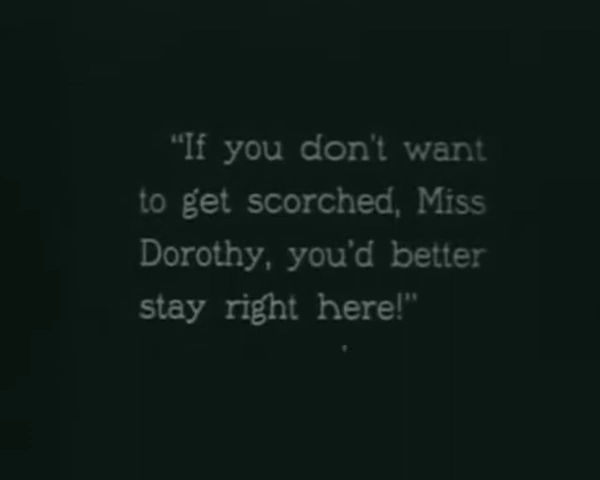 "If you don't want
to get scorched, Miss
Dorothy, you'd better
stay right here!"